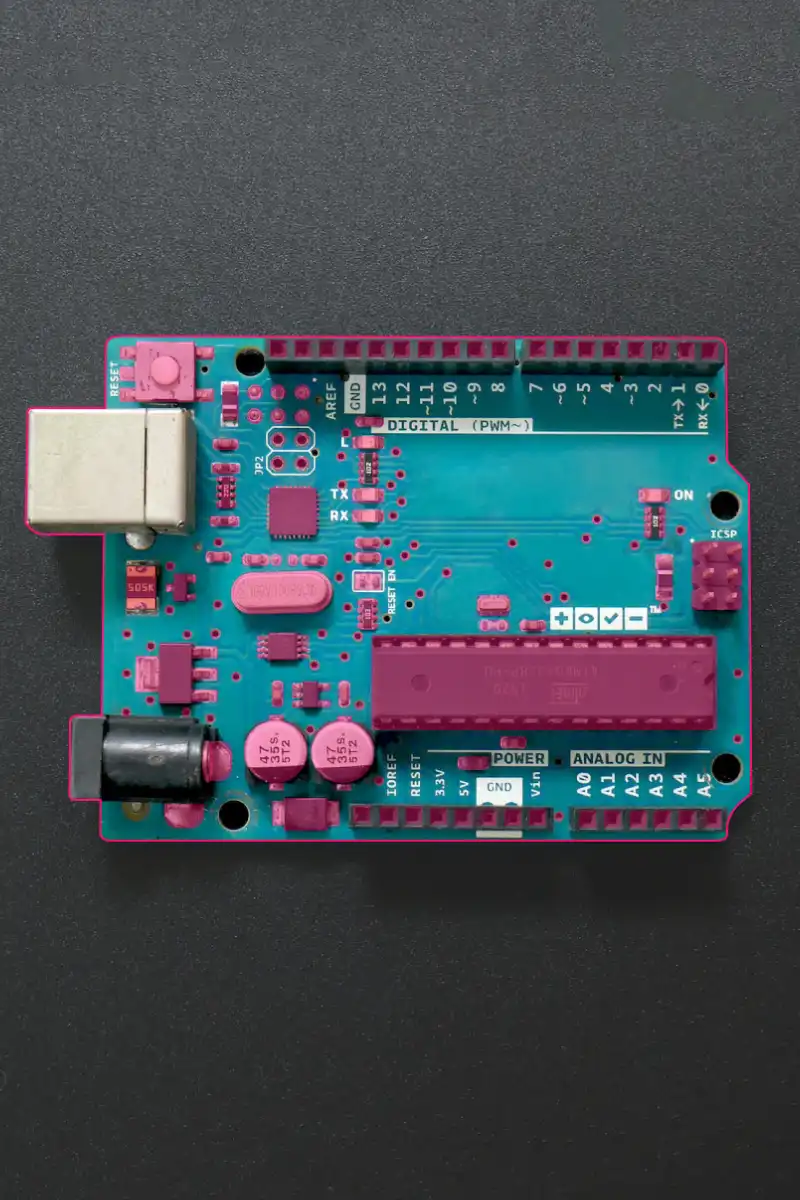 RESET
AREF
GND
13
12
~11
~10
~9
8
7
~6
~5
4
~3
2
TX→1
RX←0
DIGITAL (PWM~)
JP2
L
TX
RX
ON
ICSP
RESET EN
505K
TM
47
35S.
5T2
47
35S.
5T2
IOREF
RESET
3.3V
5V
GND
Vin
POWER
ANALOG IN
A0
A1
A2
A3
A4
A5